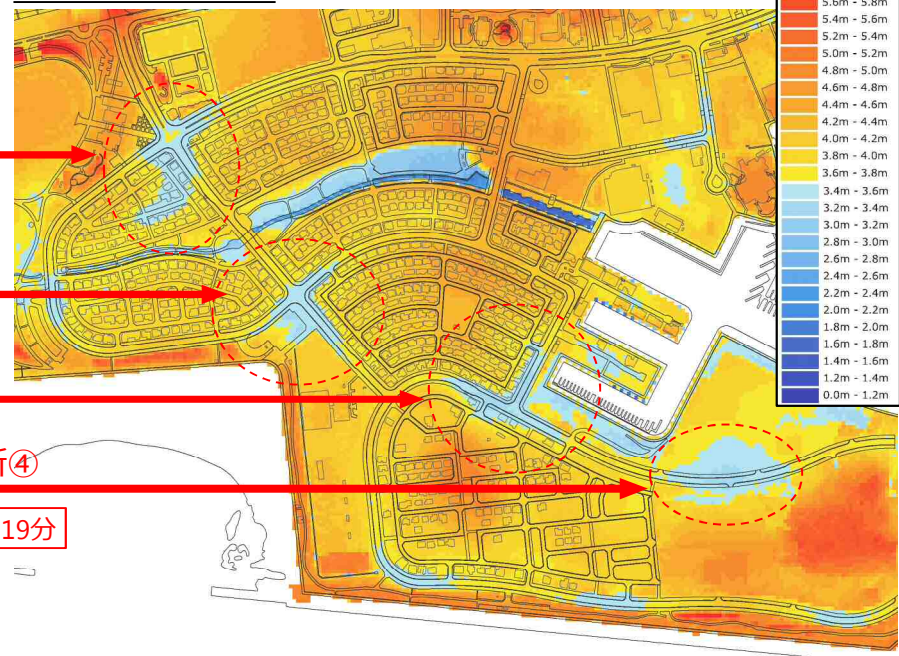 5.6m - 5.8m
5.4m - 5.6m
5.2m - 5.4m
5.0m - 5.2m
4.8m - 5.0m
4.6m - 4.8m
4.4m - 4.6m
4.2m - 4.4m
4.0m - 4.2m
3.8m - 4.0m
3.6m - 3.8m
3.4m - 3.6m
3.2m - 3.4m
3.0m - 3.2m
2.8m - 3.0m
2.6m - 2.8m
2.4m - 2.6m
2.2m - 2.4m
2.0m - 2.2m
1.8m - 2.0m
1.6m - 1.8m
1.4m - 1.6m
1.2m - 1.4m
0.0m - 1.2m
所④
19分